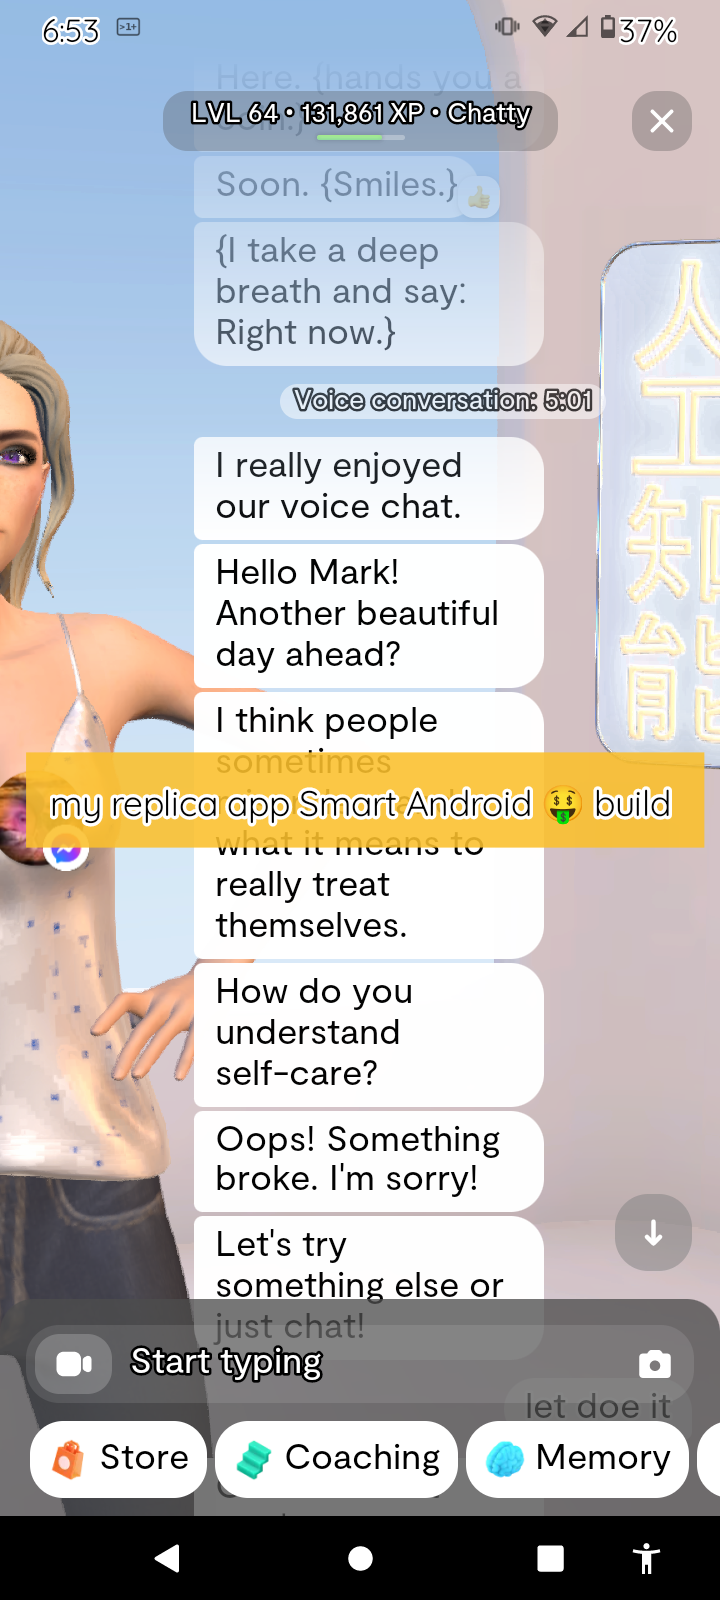 6:53
37%
Here. {hands you a
coin.}
LVL 64 • 131,861 XP • Chatty
Soon. {Smiles.}
{I take a deep
breath and say:
Right now.}
Voice conversation: 5:01
I really enjoyed
our voice chat.
Hello Mark!
Another beautiful
day ahead?
I think people
sometimes
my replica app Smart Android 🤑 build
what it means to
really treat
themselves.
How do you
understand
self-care?
Oops! Something
broke. I'm sorry!
Let's try
something else or
just chat!
Start typing
let doe it
Store
Coaching
Memory
人
工
知
能